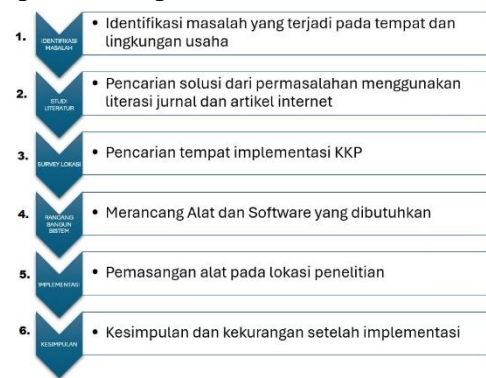 1.
IDENTIFIKASI
MASALAH
• Identifikasi masalah yang terjadi pada tempat dan
lingkungan usaha
2.
STUDI
LITERATUR
• Pencarian solusi dari permasalahan menggunakan
literasi jurnal dan artikel internet
3.
SURVEY LOKASI
• Pencarian tempat implementasi KKP
4.
RANCANG
BANGUN
SISTEM
• Merancang Alat dan Software yang dibutuhkan
5.
IMPLEMENTASI
• Pemasangan alat pada lokasi penelitian
6.
KESIMPULAN
• Kesimpulan dan kekurangan setelah implementasi